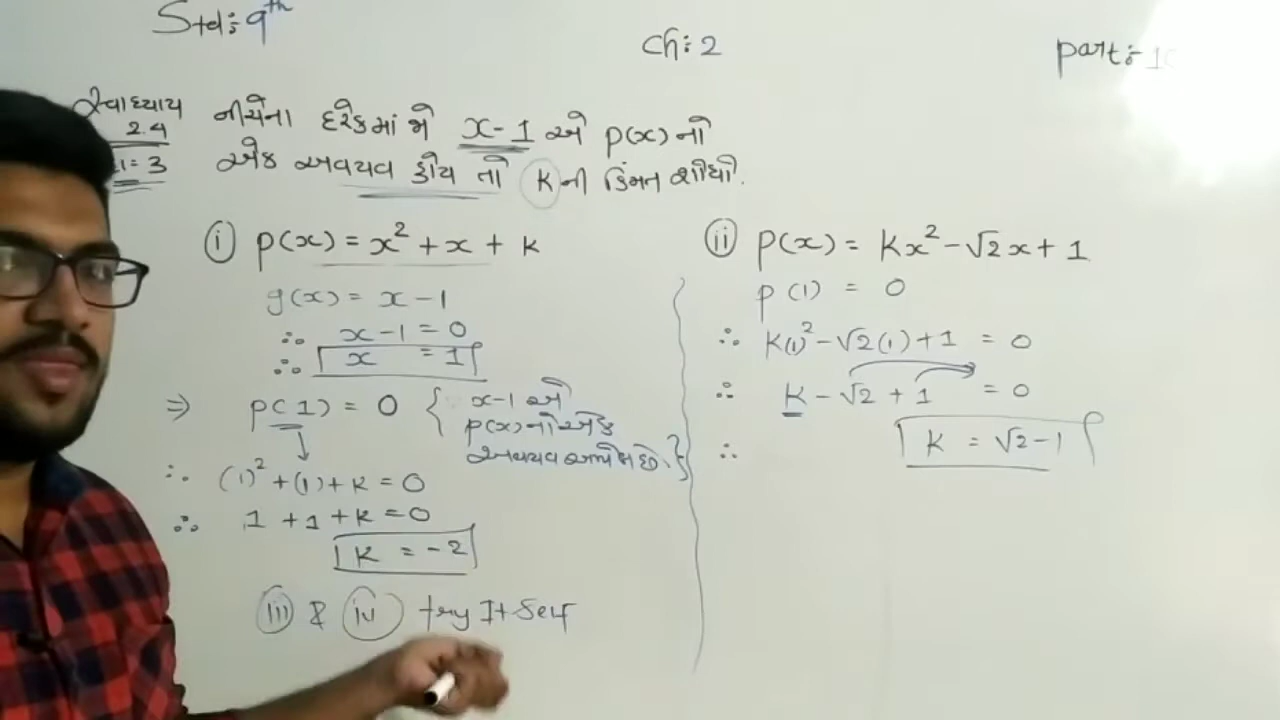 Std: 9th
Ch: 2
part:-
સ્વાધ્યાય નીચેના દરેકમાં જો x-1 એ p(x) નો
2.4
એક અવયવ હોય તો K ની કિંમત શોધો.
= 3
(i) p(x) = x² + x + k
g(x) = x - 1
∴ x - 1 = 0
∴ x = 1
⇒ p(1) = 0 { x-1 એ
p(x) નો એક
અવયવ આપેલ છે. }
∴ (1)² + (1) + k = 0
∴ 1 + 1 + k = 0
k = -2
(iii) & (iv) try It Self
(ii) p(x) = Kx² - √2x + 1
p(1) = 0
∴ K(1)² - √2(1) + 1 = 0
∴ k - √2 + 1 = 0
∴ k = √2 - 1